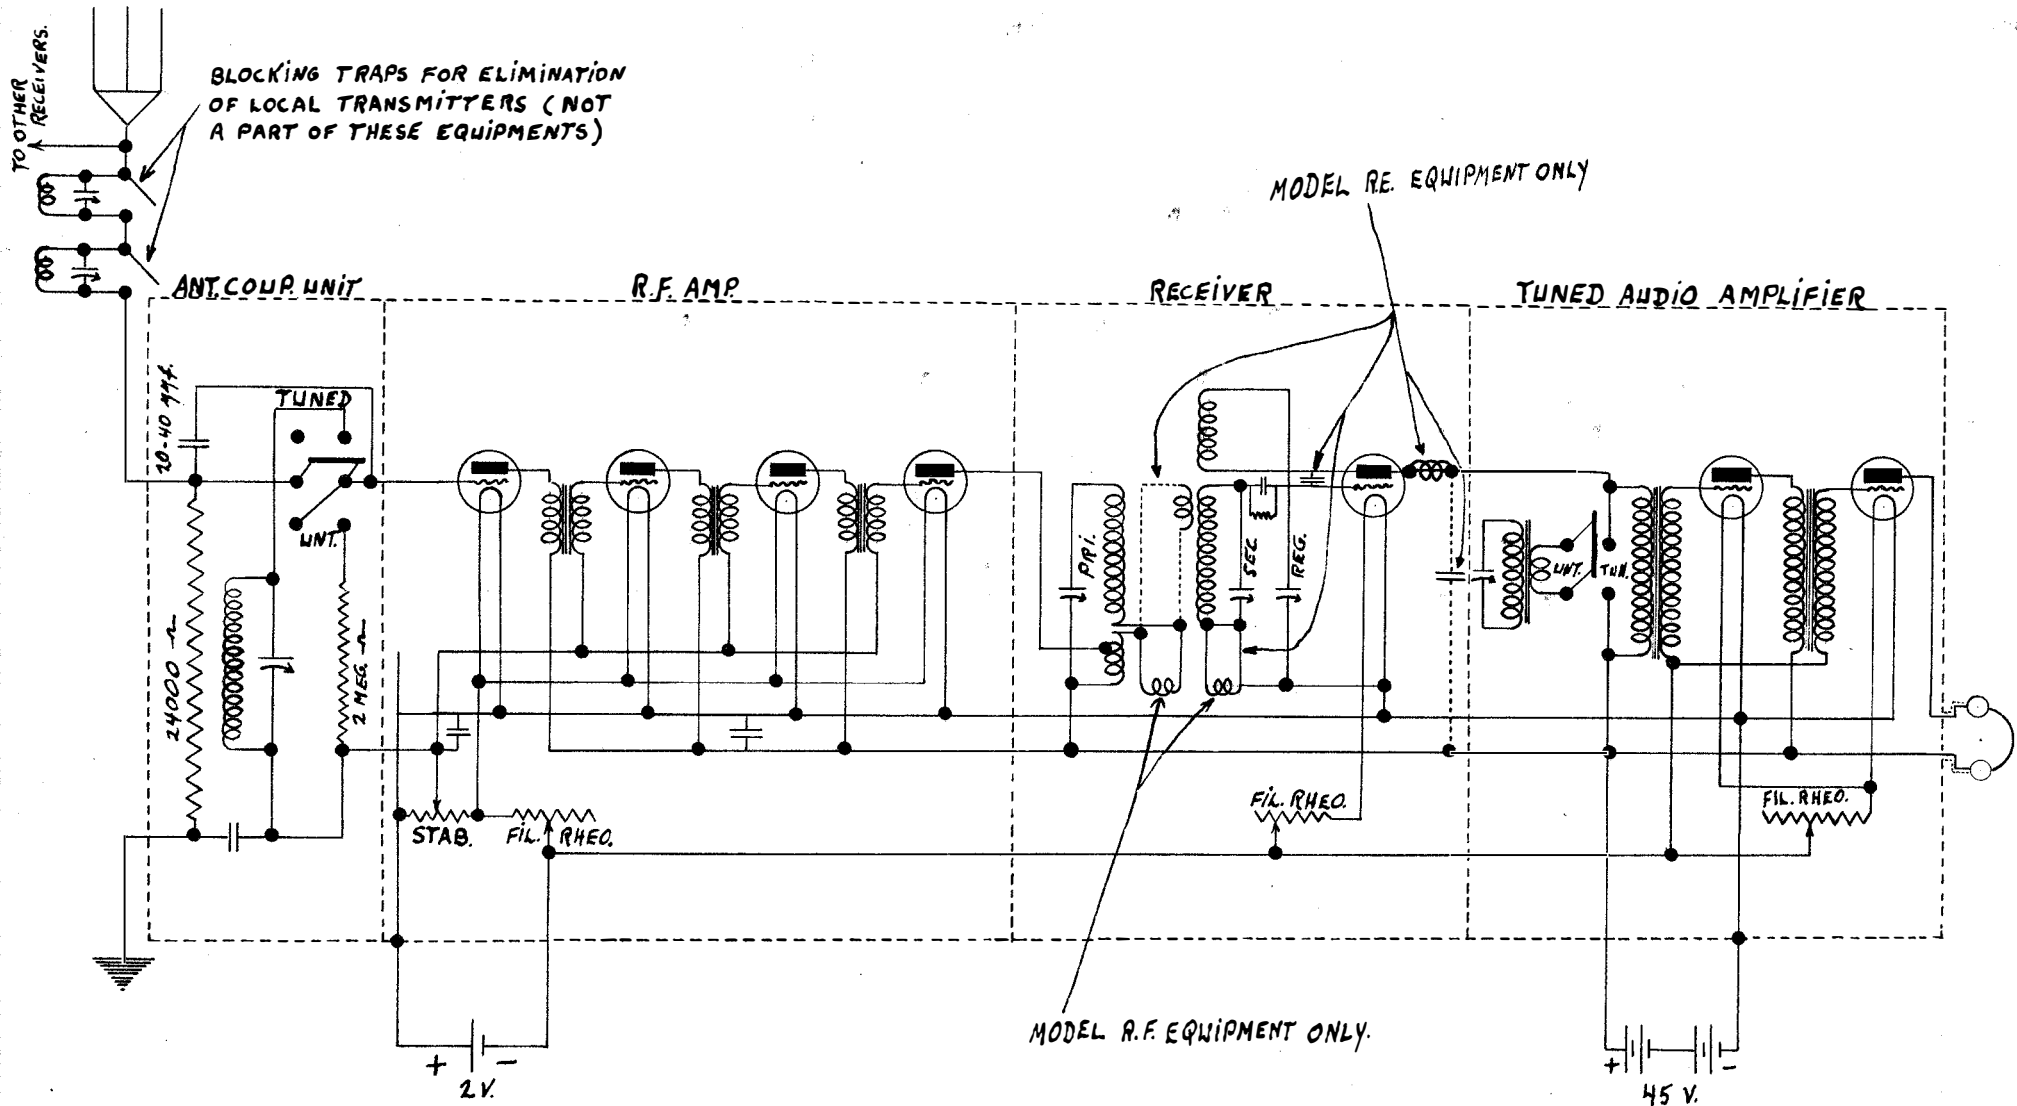 TO OTHER
RECEIVERS.
BLOCKING TRAPS FOR ELIMINATION
OF LOCAL TRANSMITTERS (NOT
A PART OF THESE EQUIPMENTS)
MODEL R.E. EQUIPMENT ONLY
ANT. COUP. UNIT
R.F. AMP.
RECEIVER
TUNED AUDIO AMPLIFIER
20-40 µµf.
TUNED
UNT.
24000 Ω
2 MEG. Ω
PRI.
SEC
REG.
UNT.
TUN.
STAB.
FIL. RHEO.
FIL. RHEO.
FIL. RHEO.
MODEL R.F. EQUIPMENT ONLY.
+ -
2 V.
+ -
45 V.